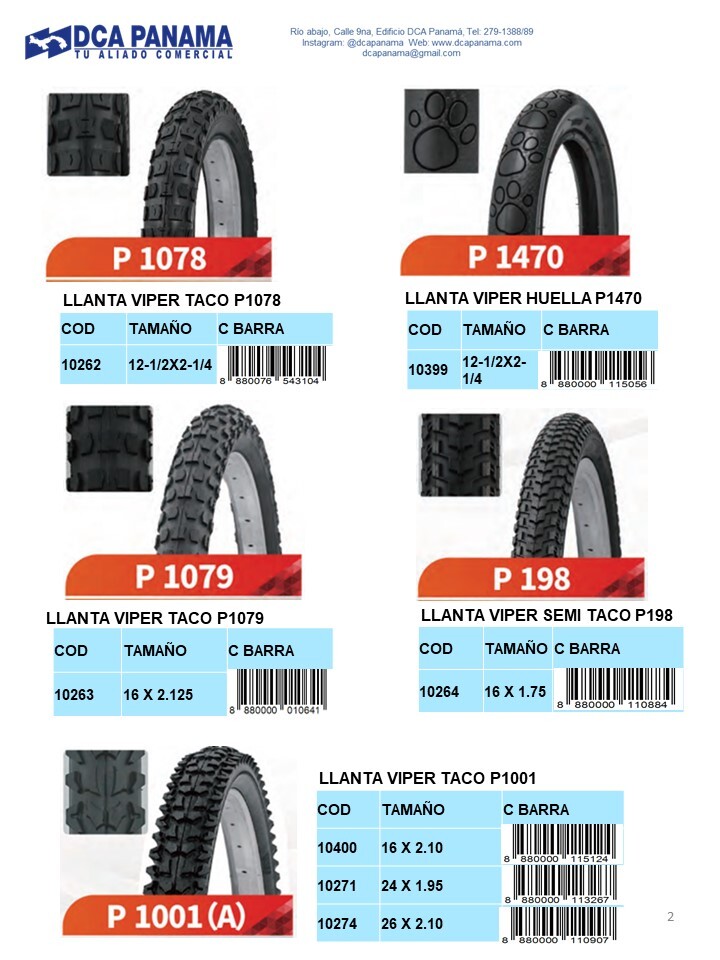 DCA PANAMA
TU ALIADO COMERCIAL
Río abajo, Calle 9na, Edificio DCA Panamá, Tel: 279-1388/89
Instagram: @dcapanama Web: www.dcapanama.com
dcapanama@gmail.com
P 1078
LLANTA VIPER TACO P1078
COD TAMAÑO C BARRA
10262 12-1/2X2-1/4 8 880076 543104
P 1470
LLANTA VIPER HUELLA P1470
COD TAMAÑO C BARRA
10399 12-1/2X2-
1/4
8 880000 115056
P 1079
LLANTA VIPER TACO P1079
COD TAMAÑO C BARRA
10263 16 X 2.125 8 880000 010641
P 198
LLANTA VIPER SEMI TACO P198
COD TAMAÑO C BARRA
10264 16 X 1.75 8 880000 110884
P 1001(A)
LLANTA VIPER TACO P1001
COD TAMAÑO C BARRA
10400 16 X 2.10 8 880000 115124
10271 24 X 1.95 8 880000 113267
10274 26 X 2.10 8 880000 110907
2